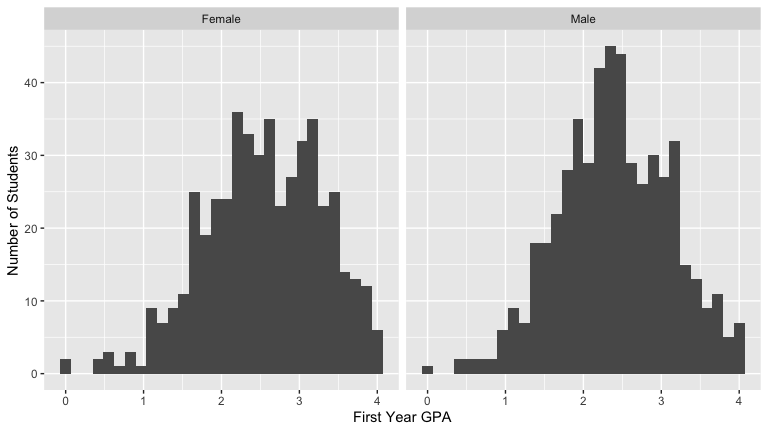 Female Male
Number of Students
40
30
20
10
0
0 1 2 3 4 0 1 2 3 4
First Year GPA